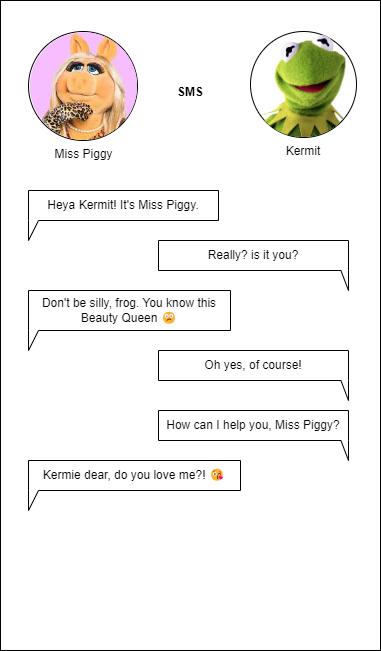 SMS
Miss Piggy
Kermit
Heya Kermit! It's Miss Piggy.
Really? is it you?
Don't be silly, frog. You know this
Beauty Queen 😩
Oh yes, of course!
How can I help you, Miss Piggy?
Kermie dear, do you love me?! 😘